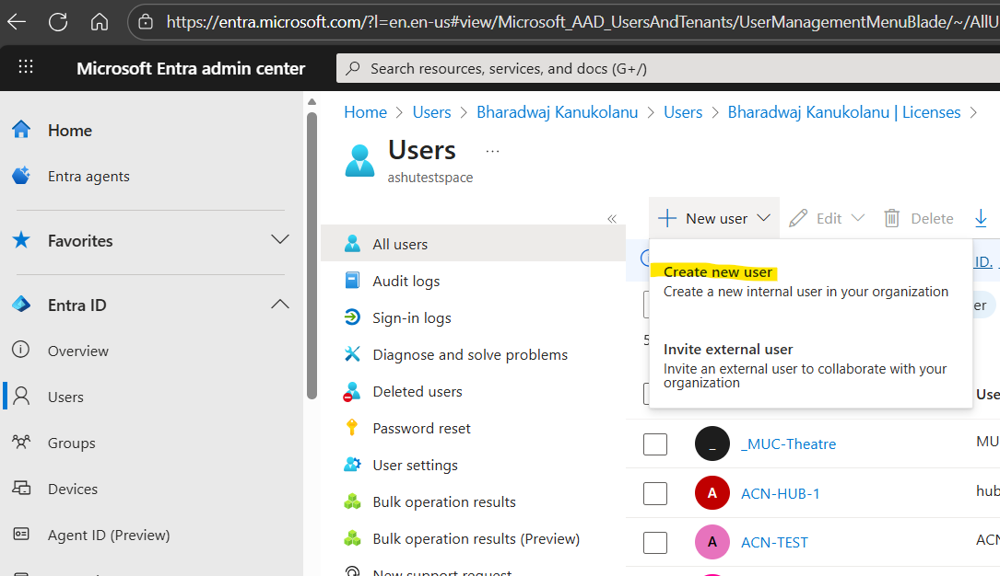 https://entra.microsoft.com/?l=en.en-us#view/Microsoft_AAD_UsersAndTenants/UserManagementMenuBlade/~/AllU
Microsoft Entra admin center
Search resources, services, and docs (G+/)
Home
Entra agents
Favorites
Entra ID
Overview
Users
Groups
Devices
Agent ID (Preview)
Home > Users > Bharadwaj Kanukolanu > Users > Bharadwaj Kanukolanu | Licenses >
Users ...
ashutestspace
«
All users
Audit logs
Sign-in logs
Diagnose and solve problems
Deleted users
Password reset
User settings
Bulk operation results
Bulk operation results (Preview)
New support request
New user
Edit
Delete
Create new user
Create a new internal user in your organization
Invite external user
Invite an external user to collaborate with your
organization
ID.
er
5
Use
_ _MUC-Theatre MU
A ACN-HUB-1 hub
A ACN-TEST ACN